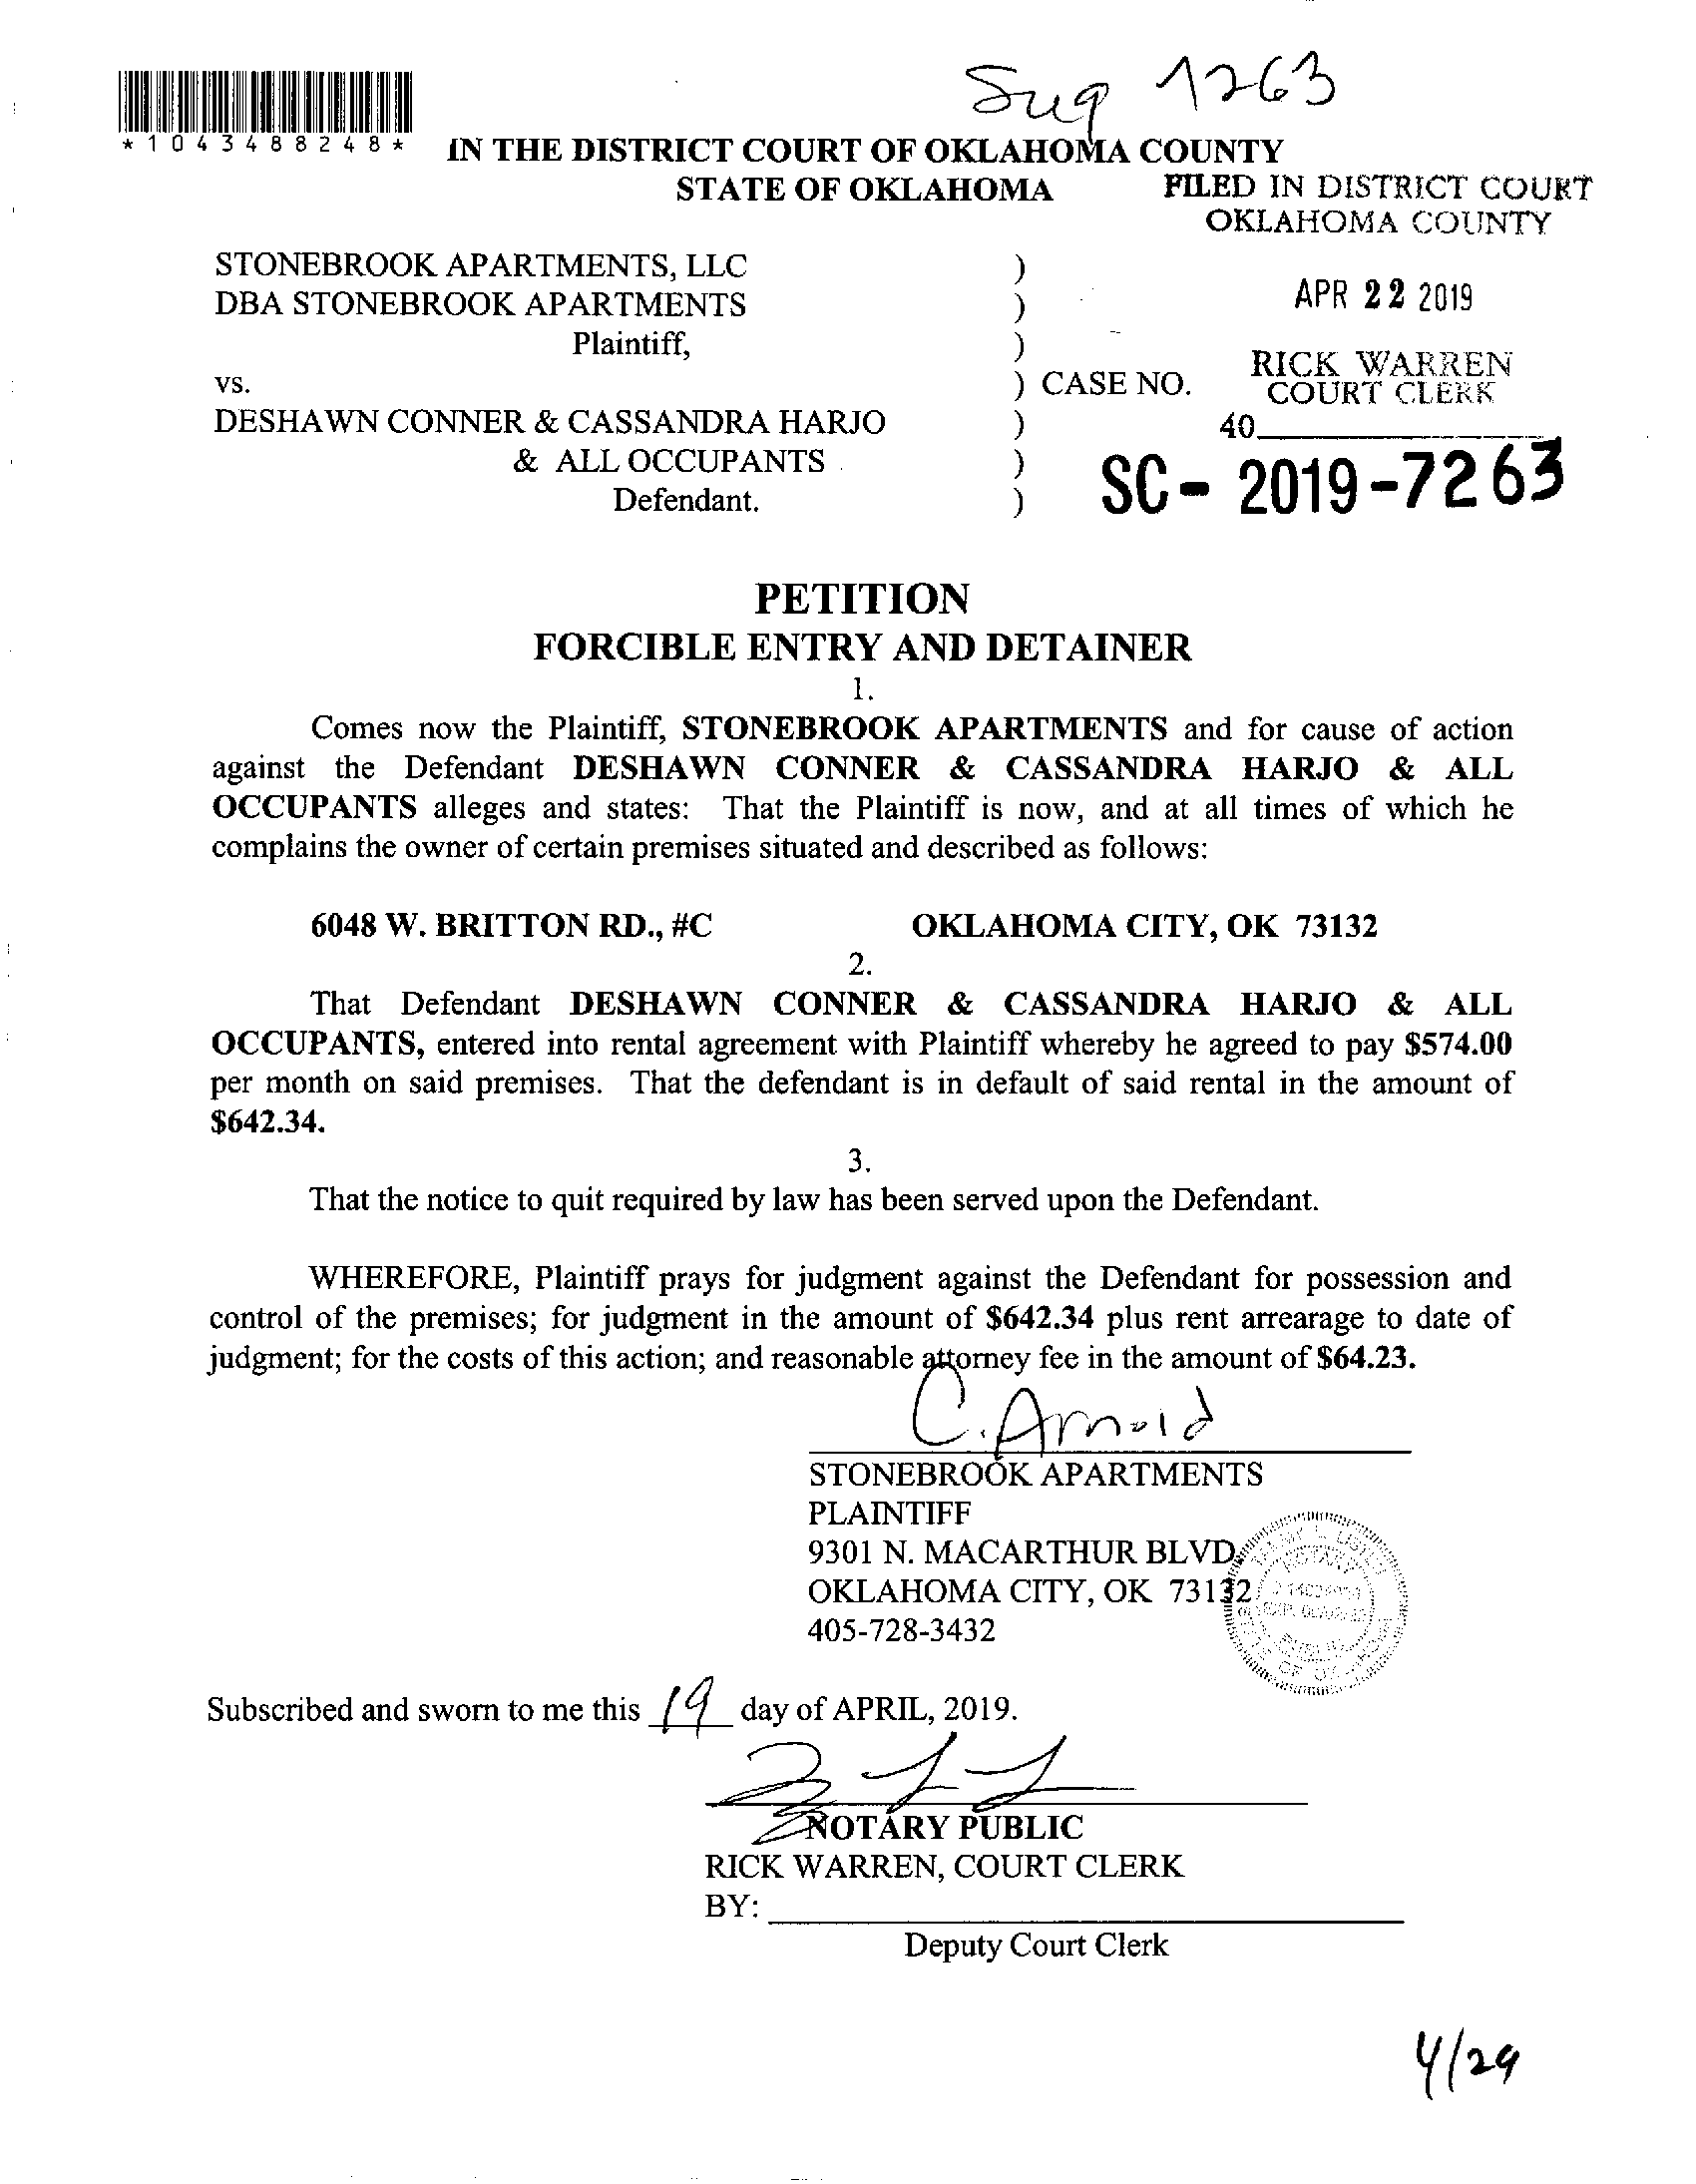 Sug 1263
*1043488248*
IN THE DISTRICT COURT OF OKLAHOMA COUNTY
STATE OF OKLAHOMA
FILED IN DISTRICT COURT
OKLAHOMA COUNTY
STONEBROOK APARTMENTS, LLC )
DBA STONEBROOK APARTMENTS )
APR 22 2019
Plaintiff, )
RICK WARREN
COURT CLERK
vs. ) CASE NO.
DESHAWN CONNER & CASSANDRA HARJO )
40
& ALL OCCUPANTS )
SC- 2019-7263
Defendant. )
PETITION
FORCIBLE ENTRY AND DETAINER
1.
Comes now the Plaintiff, STONEBROOK APARTMENTS and for cause of action
against the Defendant DESHAWN CONNER & CASSANDRA HARJO & ALL
OCCUPANTS alleges and states: That the Plaintiff is now, and at all times of which he
complains the owner of certain premises situated and described as follows:
6048 W. BRITTON RD., #C OKLAHOMA CITY, OK 73132
2.
That Defendant DESHAWN CONNER & CASSANDRA HARJO & ALL
OCCUPANTS, entered into rental agreement with Plaintiff whereby he agreed to pay $574.00
per month on said premises. That the defendant is in default of said rental in the amount of
$642.34.
3.
That the notice to quit required by law has been served upon the Defendant.
WHEREFORE, Plaintiff prays for judgment against the Defendant for possession and
control of the premises; for judgment in the amount of $642.34 plus rent arrearage to date of
judgment; for the costs of this action; and reasonable attorney fee in the amount of $64.23.
C. Arnold
STONEBROOK APARTMENTS
PLAINTIFF
9301 N. MACARTHUR BLVD
OKLAHOMA CITY, OK 73132
405-728-3432
Subscribed and sworn to me this 19 day of APRIL, 2019.
NOTARY PUBLIC
RICK WARREN, COURT CLERK
BY:
Deputy Court Clerk
4/29